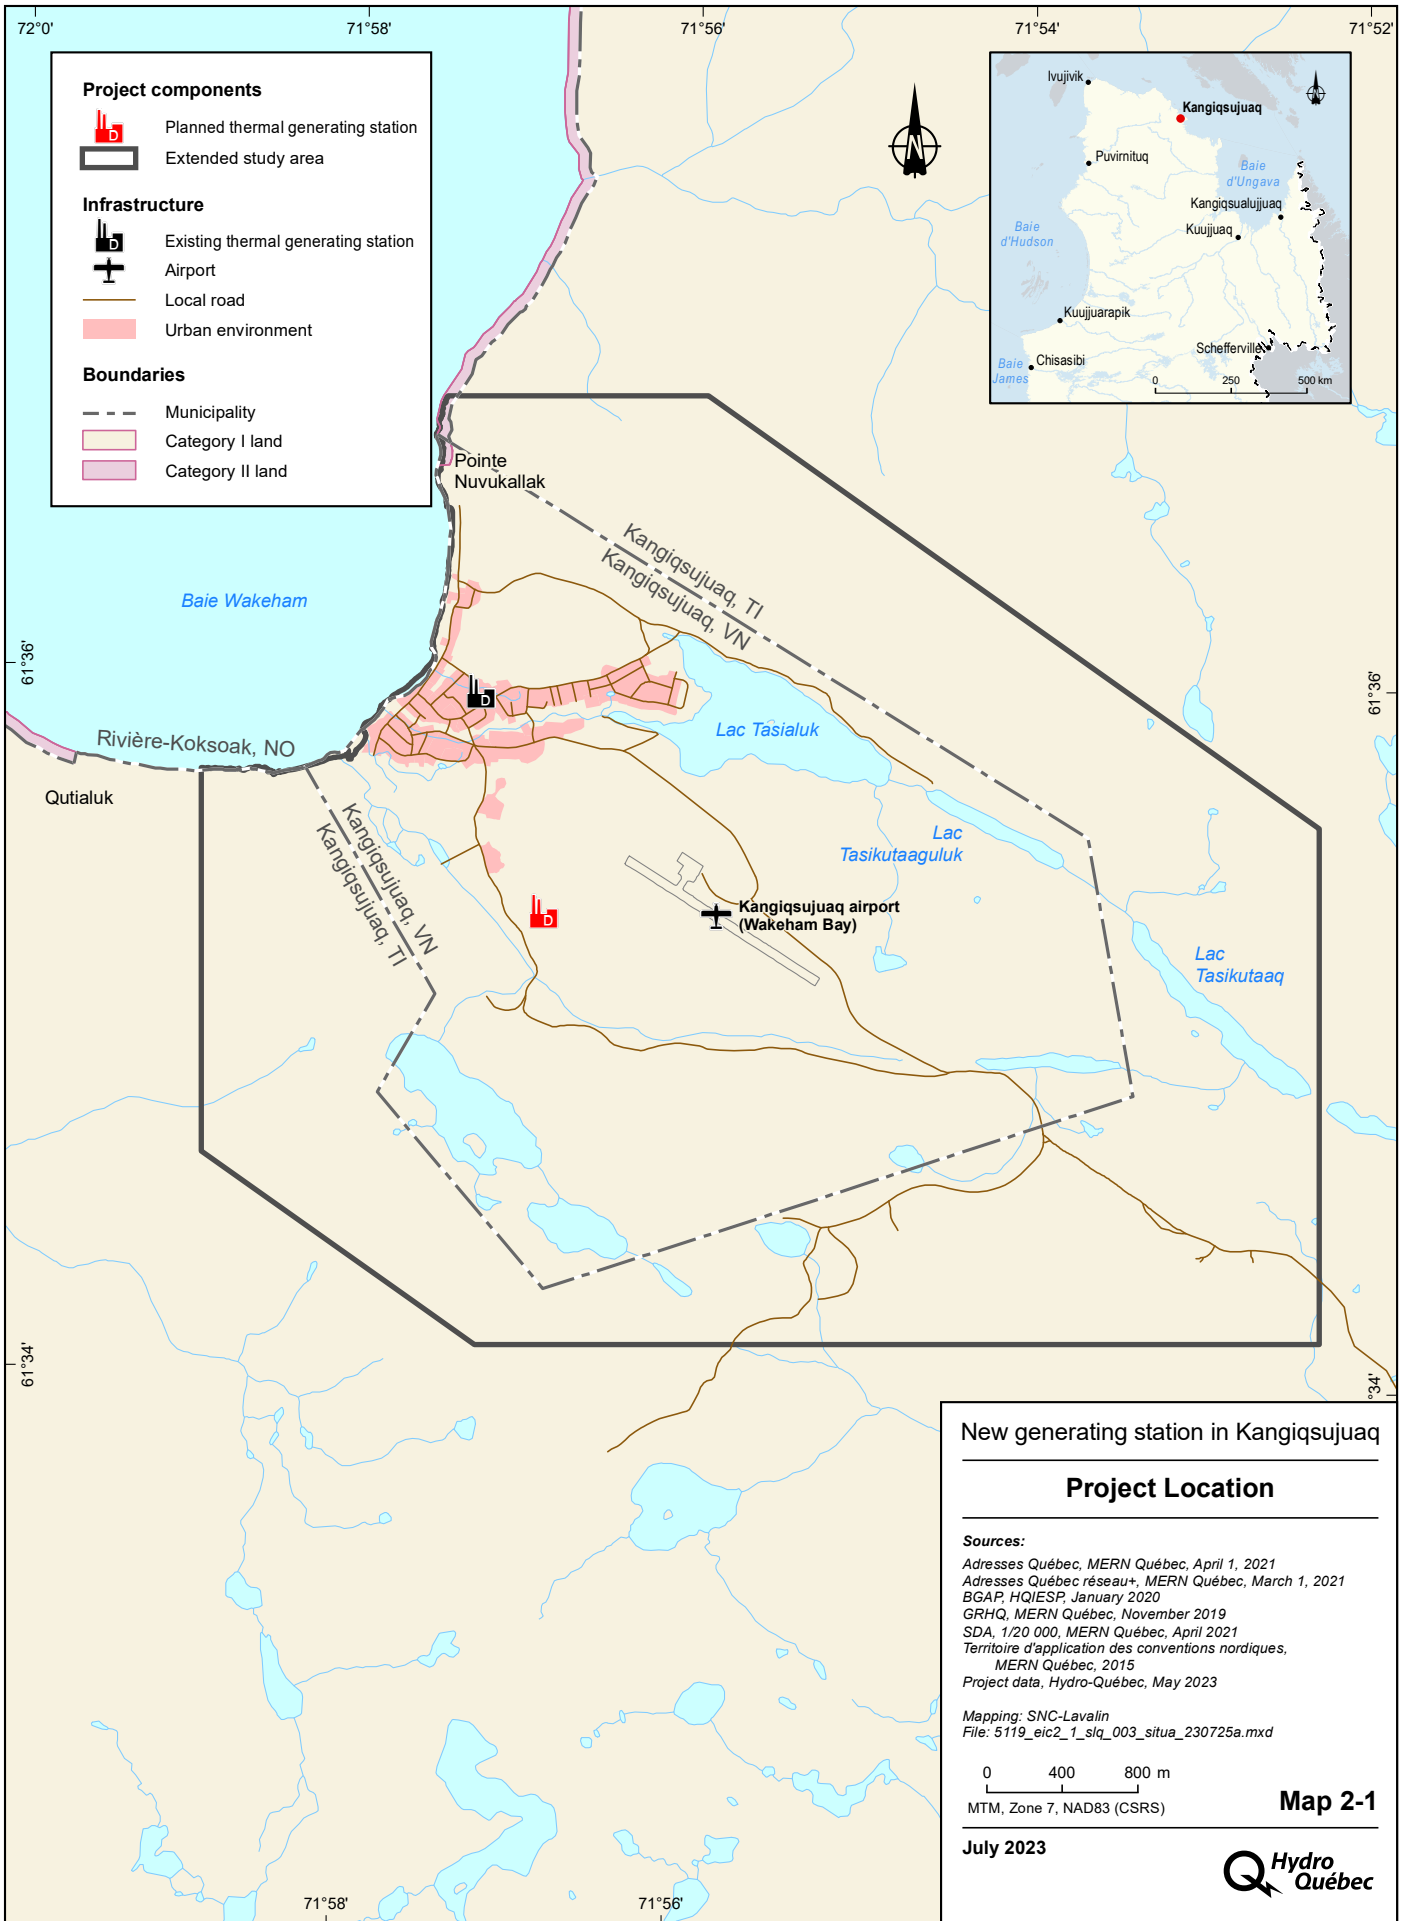 72°0'
71°58'
71°56'
71°54'
71°52'
Project components
D
Planned thermal generating station
Extended study area
Infrastructure
D
Existing thermal generating station
Airport
Local road
Urban environment
Boundaries
Municipality
Category I land
Category II land
N
Ivujivik
Kangiqsujuaq
Puvirnituq
Baie
d'Ungava
Kangiqsualujjuaq
Kuujjuaq
Baie
d'Hudson
Kuujjuarapik
Schefferville
Baie
James
Chisasibi
0 250 500 km
Pointe
Nuvukallak
Kangiqsujuaq, TI
Kangiqsujuaq, VN
Baie Wakeham
61°36'
61°36'
D
Lac Tasialuk
Rivière-Koksoak, NO
Qutialuk
Kangiqsujuaq, VN
Kangiqsujuaq, TI
Lac
Tasikutaaguluk
D
Kangiqsujuaq airport
(Wakeham Bay)
Lac
Tasikutaaq
61°34'
°34'
New generating station in Kangiqsujuaq
Project Location
Sources:
Adresses Québec, MERN Québec, April 1, 2021
Adresses Québec réseau+, MERN Québec, March 1, 2021
BGAP, HQIESP, January 2020
GRHQ, MERN Québec, November 2019
SDA, 1/20 000, MERN Québec, April 2021
Territoire d'application des conventions nordiques,
MERN Québec, 2015
Project data, Hydro-Québec, May 2023
Mapping: SNC-Lavalin
File: 5119_eic2_1_slq_003_situa_230725a.mxd
0 400 800 m
MTM, Zone 7, NAD83 (CSRS)
Map 2-1
July 2023
Hydro
Québec
71°58'
71°56'